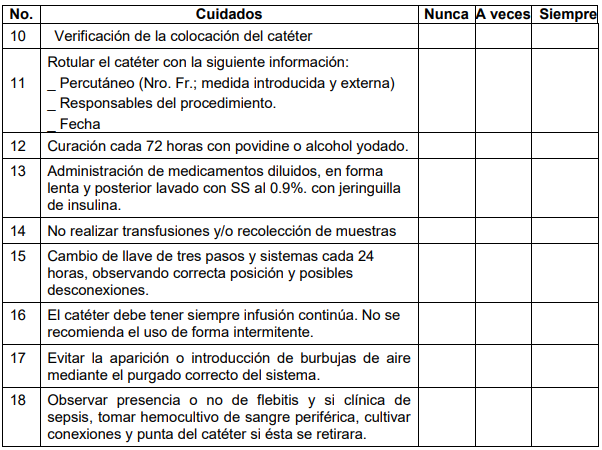 No. Cuidados Nunca A veces Siempre
10 Verificación de la colocación del catéter
Rotular el catéter con la siguiente información:
11 _ Percutáneo (Nro. Fr.; medida introducida y externa)
_ Responsables del procedimiento.
_ Fecha
12 Curación cada 72 horas con povidine o alcohol yodado.
13 Administración de medicamentos diluidos, en forma
lenta y posterior lavado con SS al 0.9%. con jeringuilla
de insulina.
14 No realizar transfusiones y/o recolección de muestras
15 Cambio de llave de tres pasos y sistemas cada 24
horas, observando correcta posición y posibles
desconexiones.
16 El catéter debe tener siempre infusión continúa. No se
recomienda el uso de forma intermitente.
17 Evitar la aparición o introducción de burbujas de aire
mediante el purgado correcto del sistema.
18 Observar presencia o no de flebitis y si clínica de
sepsis, tomar hemocultivo de sangre periférica, cultivar
conexiones y punta del catéter si ésta se retirara.